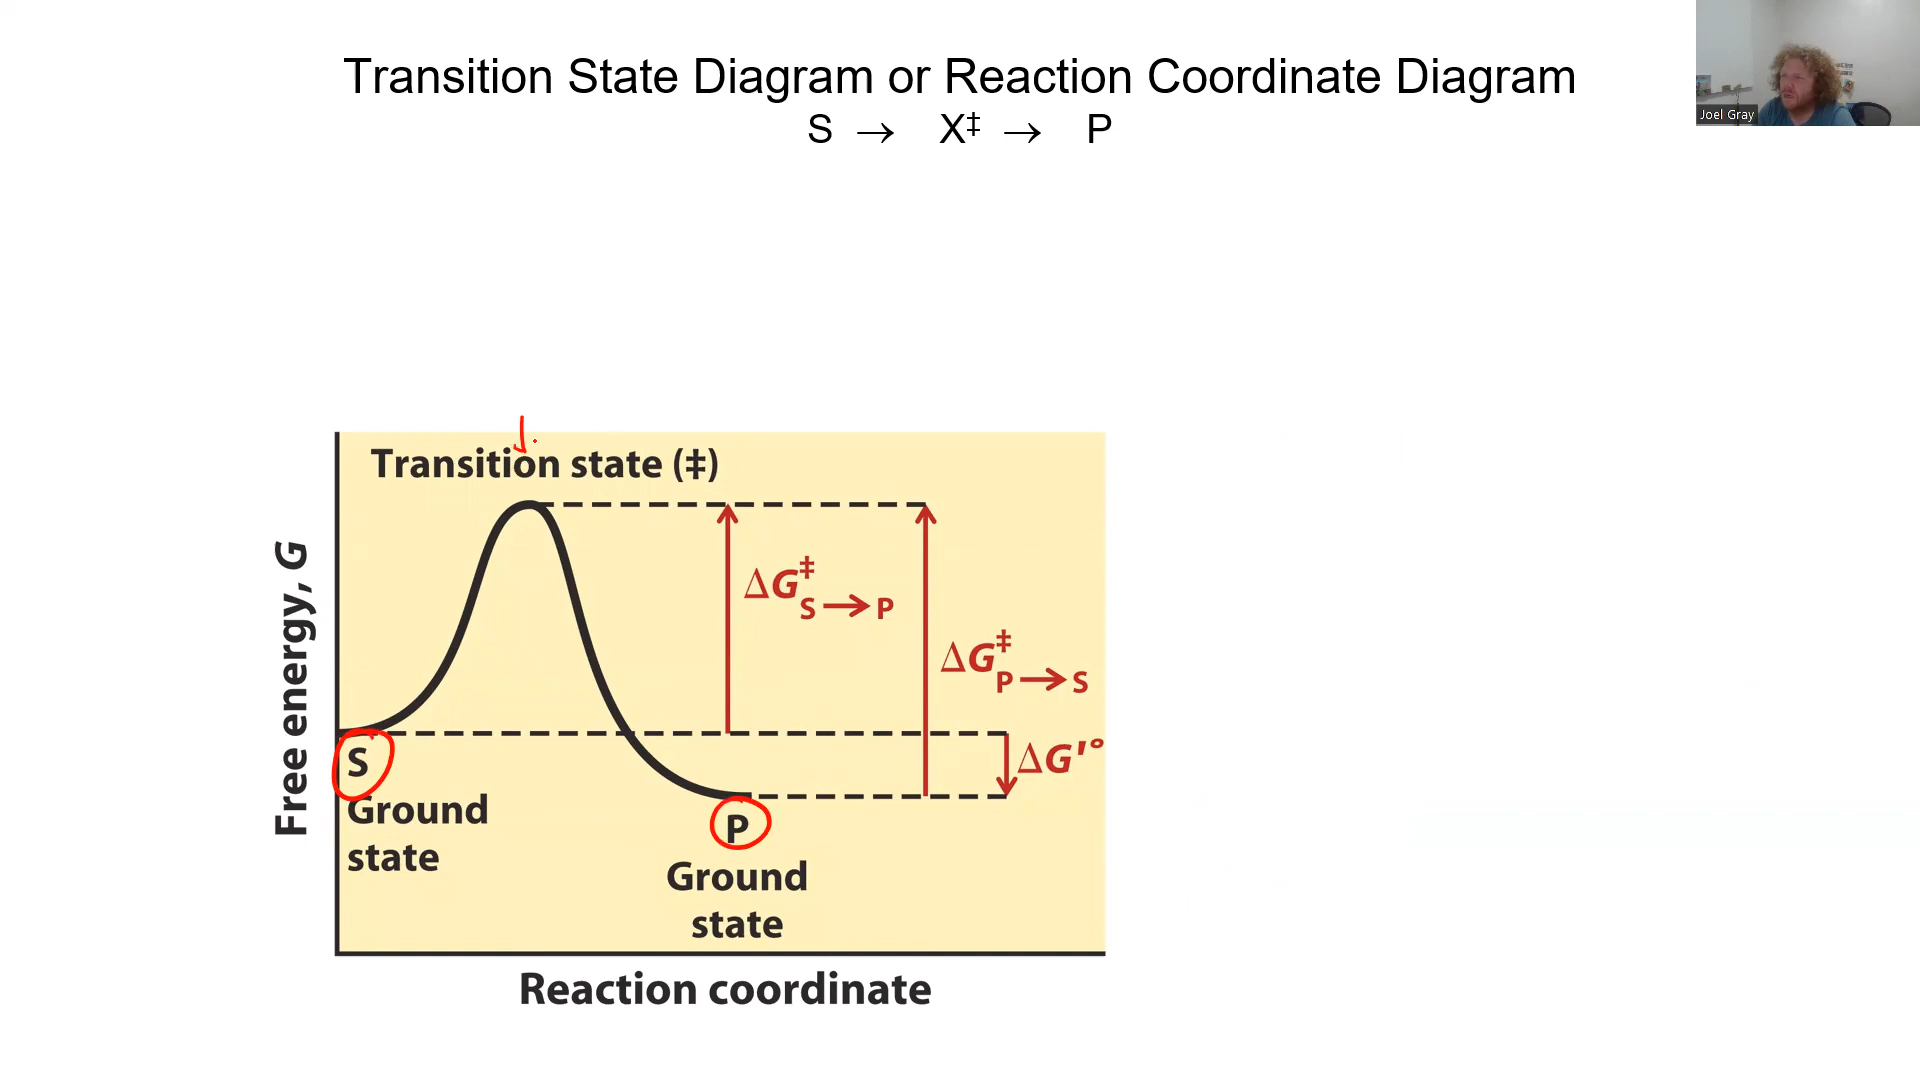 Transition State Diagram or Reaction Coordinate Diagram
S → X‡ → P
Joel Gray
Transition state (‡)
Free energy, G
ΔG‡ S→P
ΔG‡ P→S
ΔG′°
S
Ground
state
P
Ground
state
Reaction coordinate